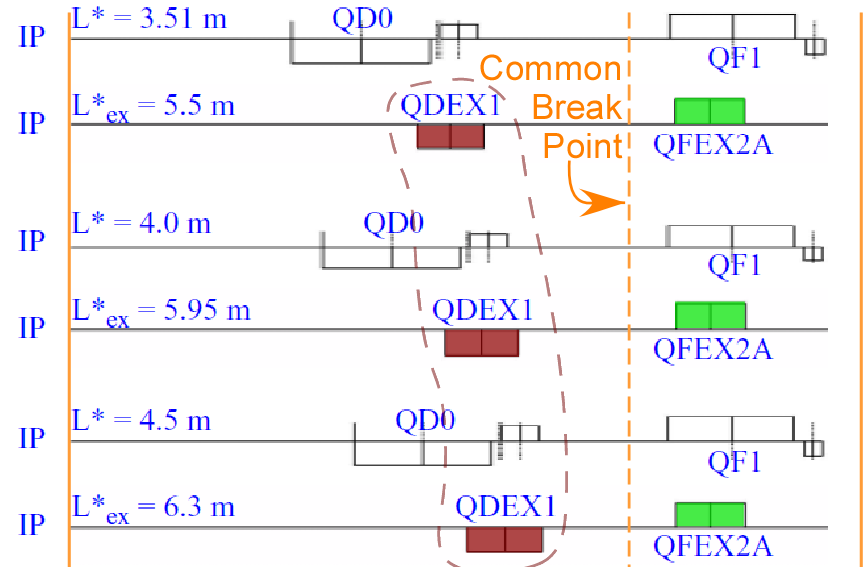 L* = 3.51 m QD0
IP QF1
Common
L*ex = 5.5 m QDEX1 Break
IP Point QFEX2A
L* = 4.0 m QD0
IP QF1
L*ex = 5.95 m QDEX1
IP QFEX2A
L* = 4.5 m QD0
IP QF1
L*ex = 6.3 m QDEX1
IP QFEX2A